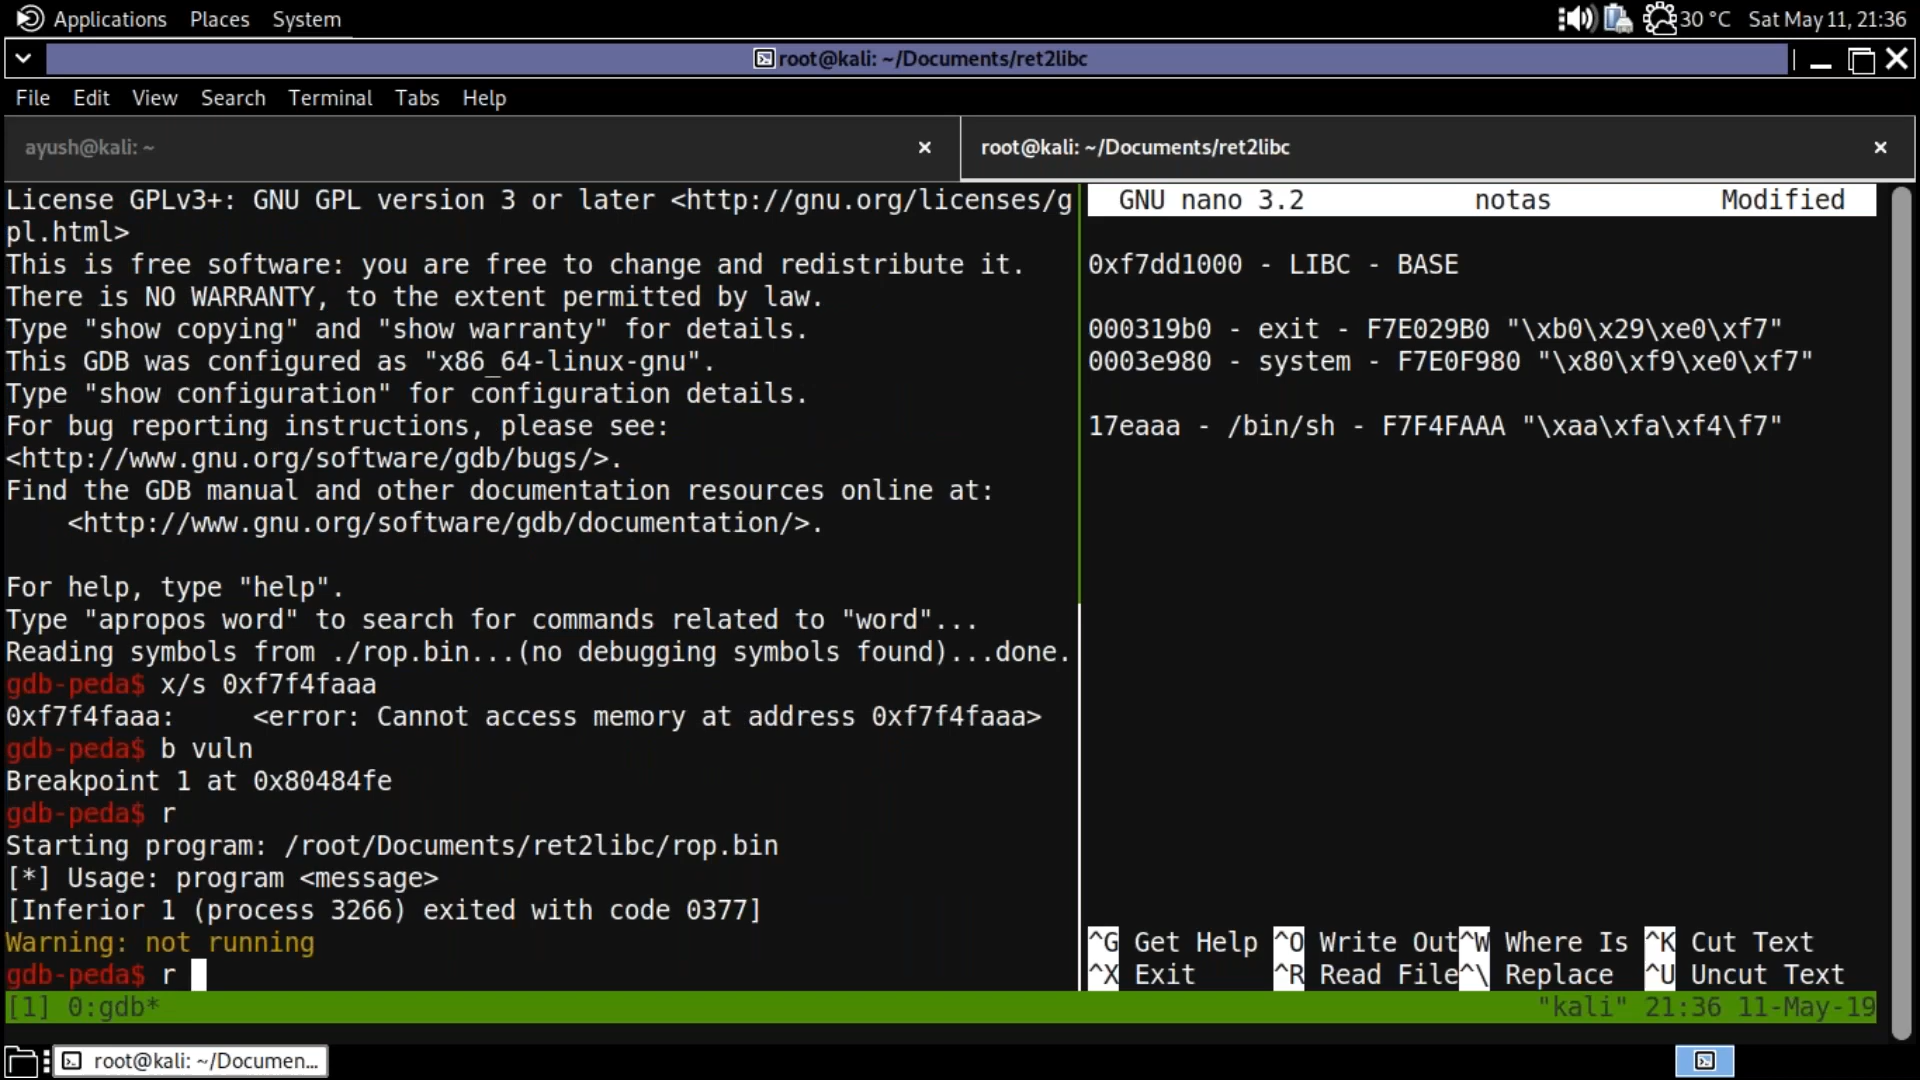 Applications Places System
30 °C Sat May 11, 21:36
root@kali: ~/Documents/ret2libc
File Edit View Search Terminal Tabs Help
ayush@kali: ~ ×
root@kali: ~/Documents/ret2libc ×
License GPLv3+: GNU GPL version 3 or later <http://gnu.org/licenses/g
pl.html>
This is free software: you are free to change and redistribute it.
There is NO WARRANTY, to the extent permitted by law.
Type "show copying" and "show warranty" for details.
This GDB was configured as "x86_64-linux-gnu".
Type "show configuration" for configuration details.
For bug reporting instructions, please see:
<http://www.gnu.org/software/gdb/bugs/>.
Find the GDB manual and other documentation resources online at:
<http://www.gnu.org/software/gdb/documentation/>.
For help, type "help".
Type "apropos word" to search for commands related to "word"...
Reading symbols from ./rop.bin...(no debugging symbols found)...done.
gdb-peda$ x/s 0xf7f4faaa
0xf7f4faaa: <error: Cannot access memory at address 0xf7f4faaa>
gdb-peda$ b vuln
Breakpoint 1 at 0x80484fe
gdb-peda$ r
Starting program: /root/Documents/ret2libc/rop.bin
[*] Usage: program <message>
[Inferior 1 (process 3266) exited with code 0377]
Warning: not running
gdb-peda$ r
GNU nano 3.2 notas Modified
0xf7dd1000 - LIBC - BASE
000319b0 - exit - F7E029B0 "\xb0\x29\xe0\xf7"
0003e980 - system - F7E0F980 "\x80\xf9\xe0\xf7"
17eaaa - /bin/sh - F7F4FAAA "\xaa\xfa\xf4\f7"
^G Get Help ^O Write Out ^W Where Is ^K Cut Text
^X Exit ^R Read File ^\ Replace ^U Uncut Text
[1] 0:gdb* "kali" 21:36 11-May-19
root@kali: ~/Documen...